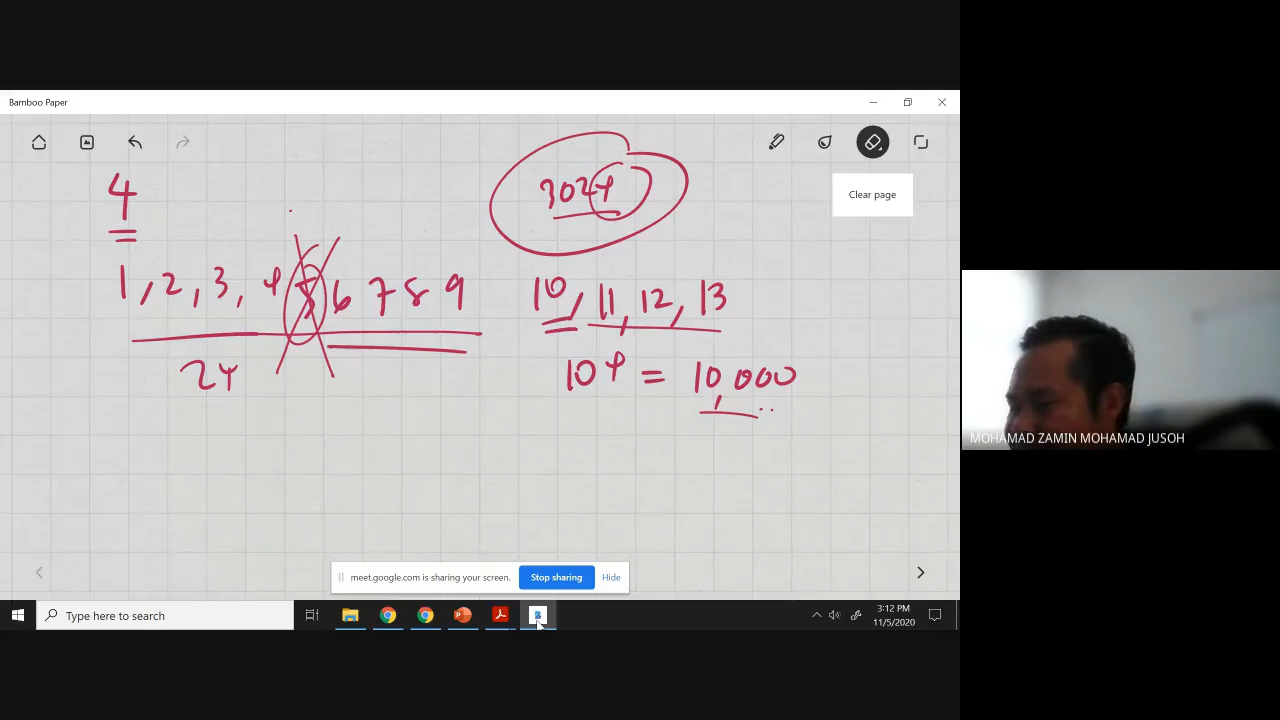 Bamboo Paper
4
3024
Clear page
1, 2, 3, 4 5 6 7 8 9
10, 11, 12, 13
24
10 4 = 10,000
MOHAMAD ZAMIN MOHAMAD JUSOH
meet.google.com is sharing your screen. Stop sharing Hide
Type here to search
3:12 PM
11/5/2020